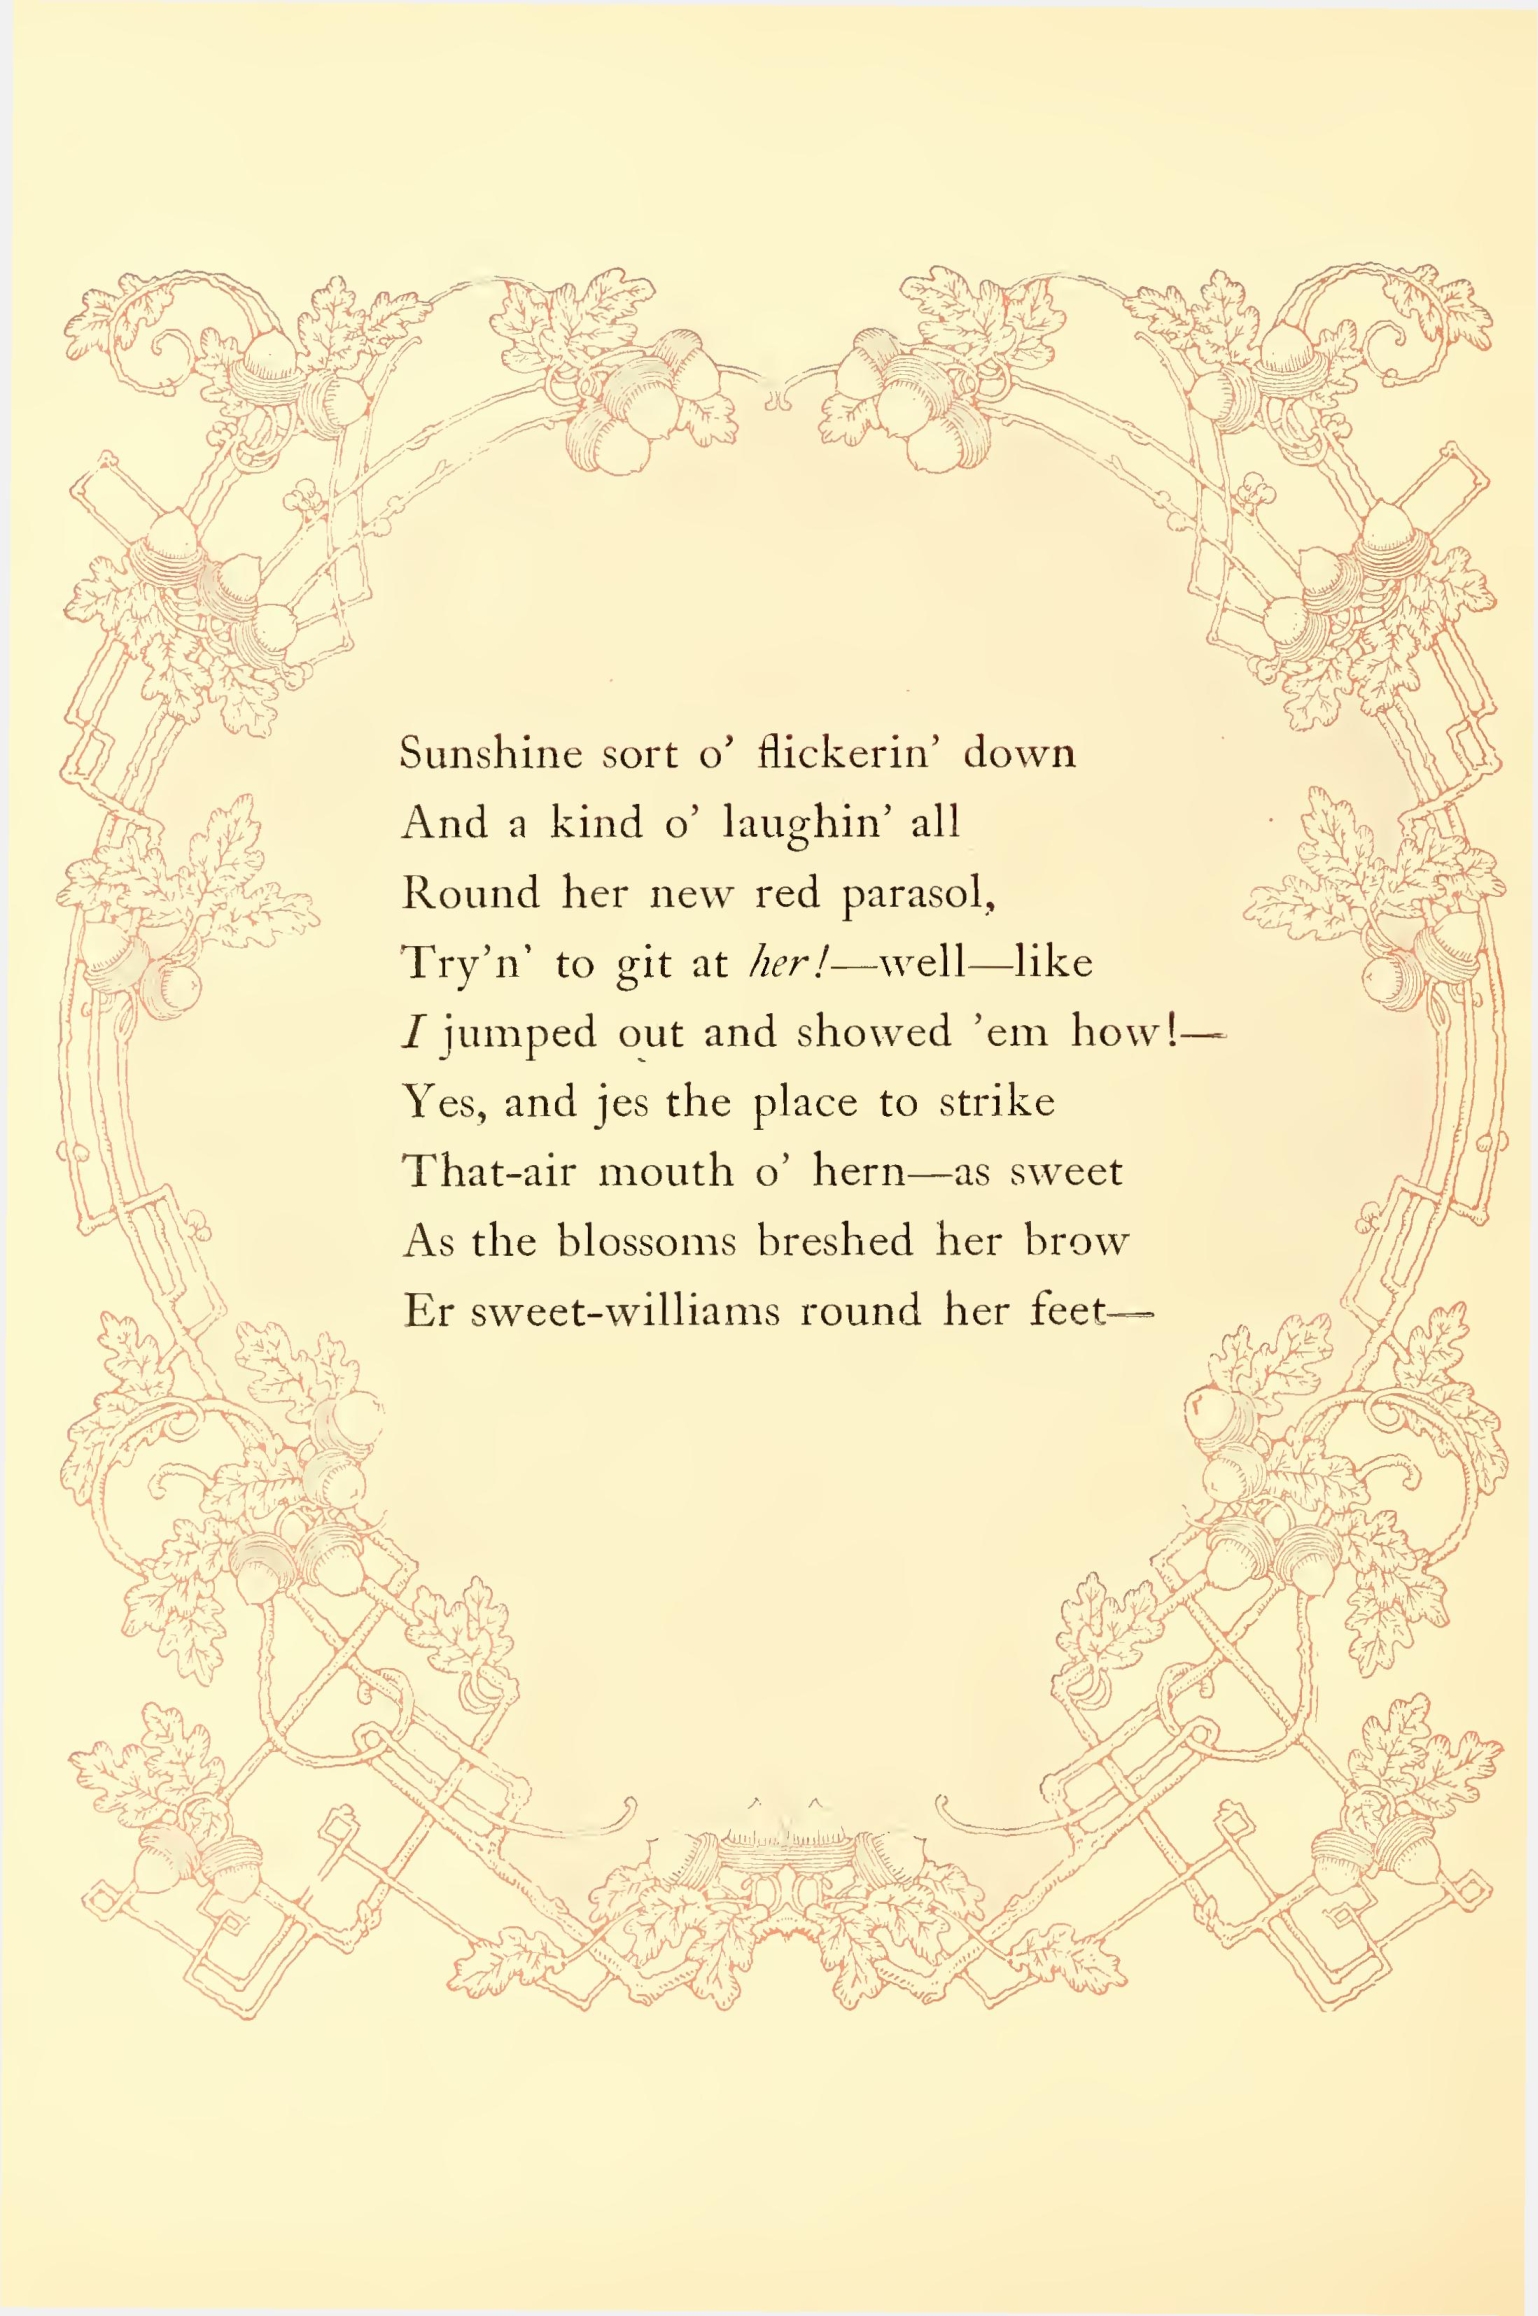 Sunshine sort o’ flickerin’ down
And a kind o’ laughin’ all
Round her new red parasol,
Try’n’ to git at her!—well—like
I jumped out and showed ’em how!—
Yes, and jes the place to strike
That-air mouth o’ hern—as sweet
As the blossoms breshed her brow
Er sweet-williams round her feet—